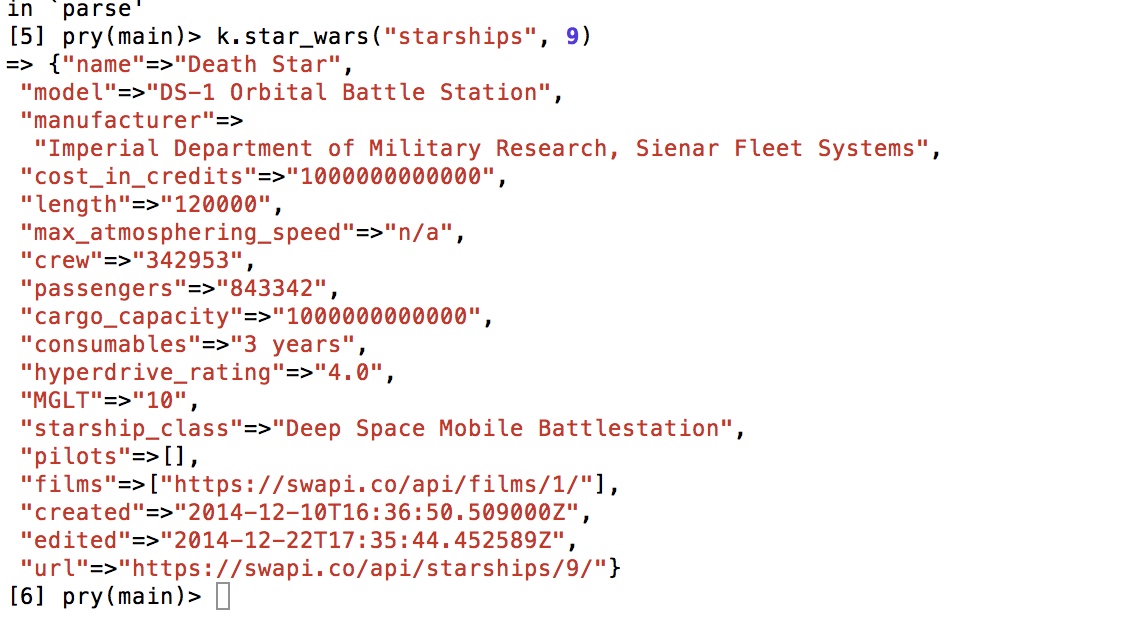 in `parse'
[5] pry(main)> k.star_wars("starships", 9)
=> {"name"=>"Death Star",
"model"=>"DS-1 Orbital Battle Station",
"manufacturer"=>
"Imperial Department of Military Research, Sienar Fleet Systems",
"cost_in_credits"=>"1000000000000",
"length"=>"120000",
"max_atmosphering_speed"=>"n/a",
"crew"=>"342953",
"passengers"=>"843342",
"cargo_capacity"=>"1000000000000",
"consumables"=>"3 years",
"hyperdrive_rating"=>"4.0",
"MGLT"=>"10",
"starship_class"=>"Deep Space Mobile Battlestation",
"pilots"=>[],
"films"=>["https://swapi.co/api/films/1/"],
"created"=>"2014-12-10T16:36:50.509000Z",
"edited"=>"2014-12-22T17:35:44.452589Z",
"url"=>"https://swapi.co/api/starships/9/"}
[6] pry(main)>